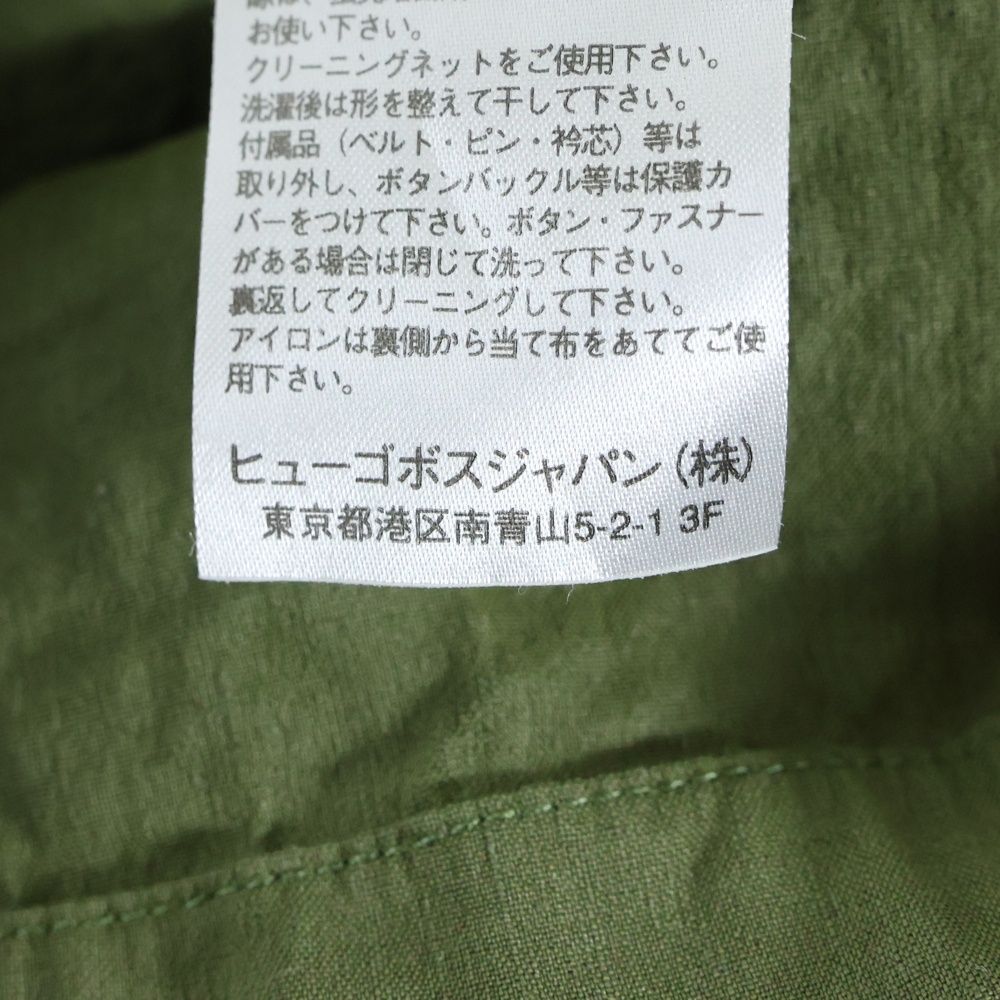 お使い下さい。
クリーニングネットをご使用下さい。
洗濯後は形を整えて干して下さい。
付属品（ベルト・ピン・衿芯）等は
取り外し、ボタンバックル等は保護カ
バーをつけて下さい。ボタン・ファスナー
がある場合は閉じて洗って下さい。
裏返してクリーニングして下さい。
アイロンは裏側から当て布をあててご使
用下さい。
ヒューゴボスジャパン(株)
東京都港区南青山5-2-1 3F